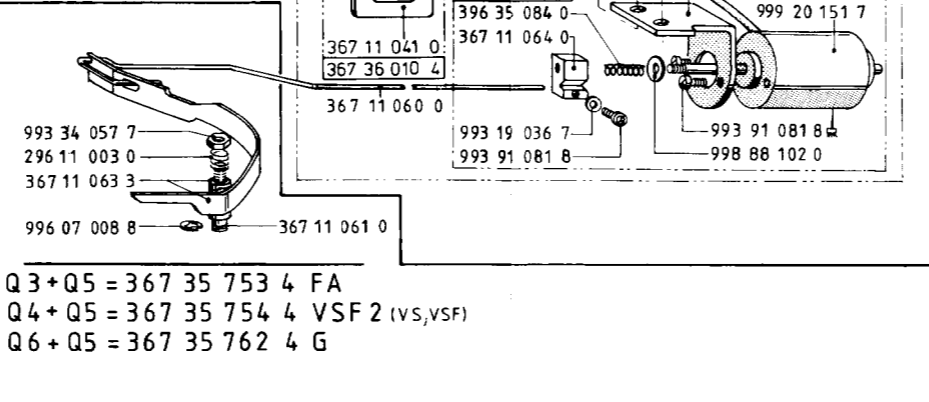 396 35 084 0
999 20 151 7
367 11 064 0
367 11 041 0
367 36 010 4
367 11 060 0
993 34 057 7
296 11 003 0
367 11 063 3
996 07 008 8
367 11 061 0
993 19 036 7
993 91 081 8
993 91 081 8
998 88 102 0
Q3+Q5 = 367 35 753 4 FA
Q4+Q5 = 367 35 754 4 VSF 2 (VS,VSF)
Q6+Q5 = 367 35 762 4 G